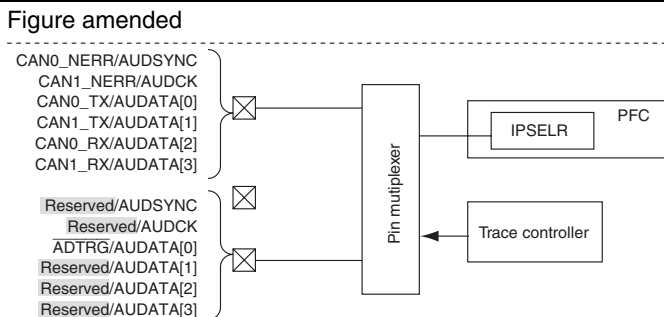 Figure amended
CAN0_NERR/AUDSYNC
CAN1_NERR/AUDCK
CAN0_TX/AUDATA[0]
CAN1_TX/AUDATA[1]
CAN0_RX/AUDATA[2]
CAN1_RX/AUDATA[3]
Reserved/AUDSYNC
Reserved/AUDCK
ADTRG/AUDATA[0]
Reserved/AUDATA[1]
Reserved/AUDATA[2]
Reserved/AUDATA[3]
Pin mutiplexer
PFC
IPSELR
Trace controller